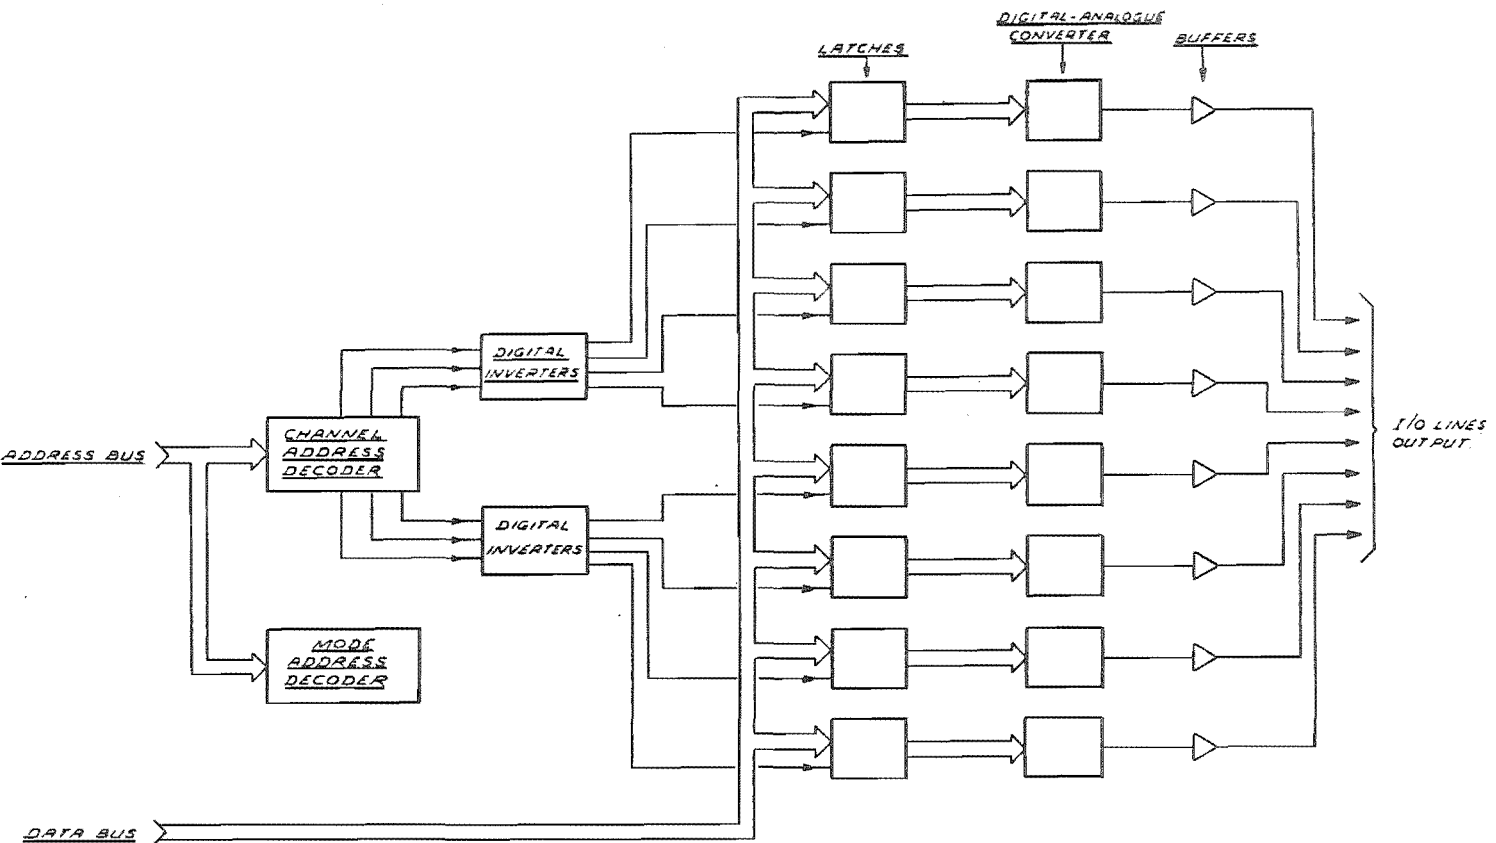 DIGITAL-ANALOGUE
CONVERTER
LATCHES
BUFFERS
DIGITAL
INVERTERS
CHANNEL
ADDRESS
DECODER
ADDRESS BUS
I/O LINES
OUTPUT.
DIGITAL
INVERTERS
MODE
ADDRESS
DECODER
DATA BUS